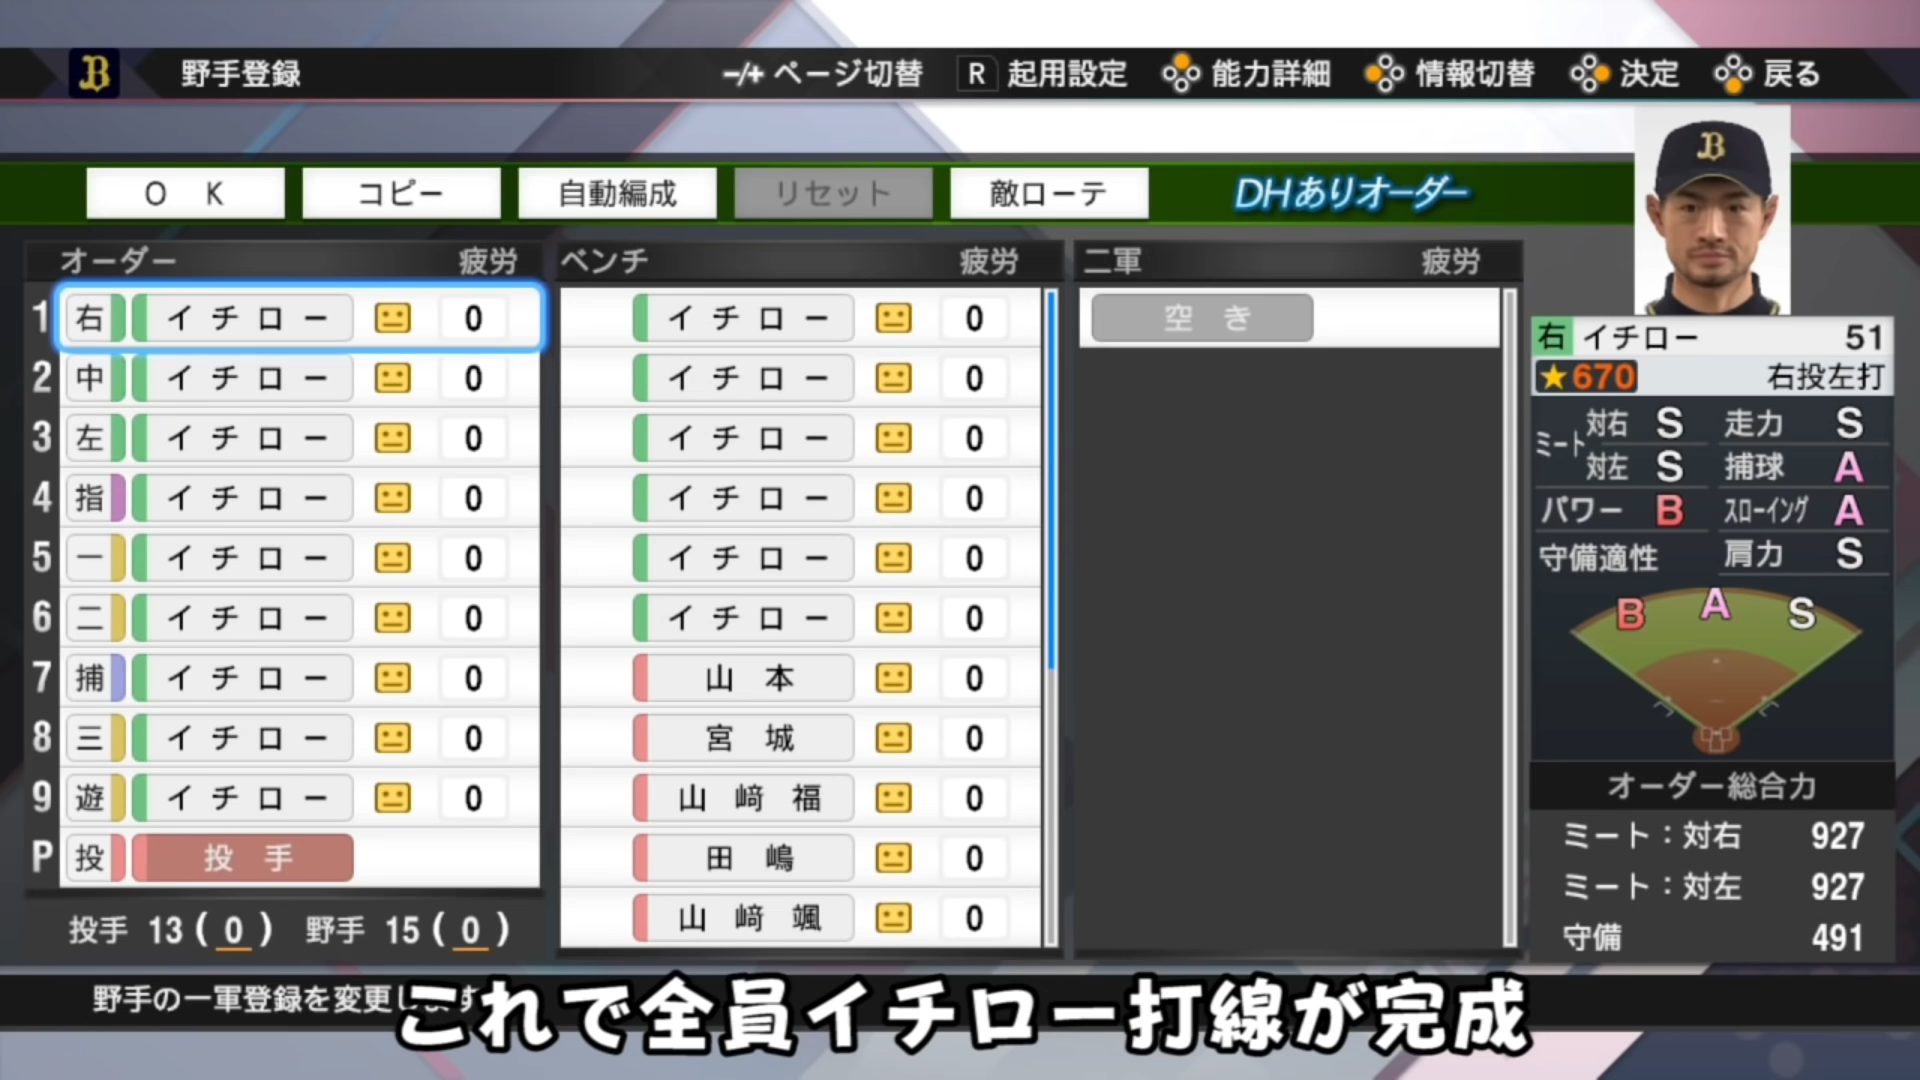 B 野手登録 -/+ ページ切替 R 起用設定 能力詳細 情報切替 決定 戻る
B
OK コピー 自動編成 リセット 敵ローテ DHありオーダー
オーダー 疲労 ベンチ 疲労 二軍 疲労
1 右 イチロー 0 イチロー 0 空き
2 中 イチロー 0 イチロー 0
3 左 イチロー 0 イチロー 0
4 指 イチロー 0 イチロー 0
5 一 イチロー 0 イチロー 0
6 二 イチロー 0 イチロー 0
7 捕 イチロー 0 山本 0
8 三 イチロー 0 宮城 0
9 遊 イチロー 0 山﨑福 0
P 投 投手 田嶋 0
山﨑颯 0
投手 13 ( 0 ) 野手 15 ( 0 )
右 イチロー 51
★670 右投左打
ミート 対右 S 走力 S
対左 S 捕球 A
パワー B スローイング A
守備適性 肩力 S
B A S
オーダー総合力
ミート：対右 927
ミート：対左 927
守備 491
野手の一軍登録を変更します
これで全員イチロー打線が完成